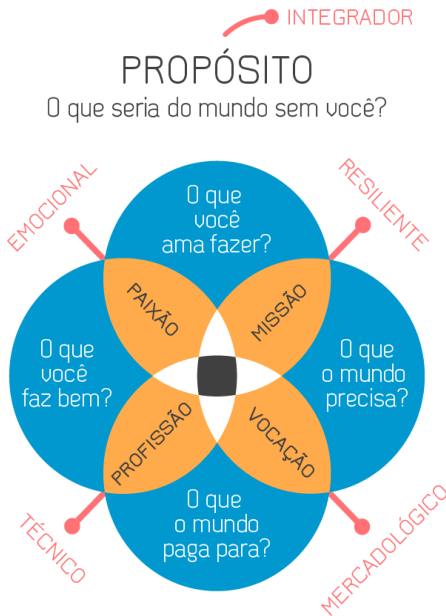 INTEGRADOR
PROPÓSITO
O que seria do mundo sem você?
EMOCIONAL
RESILIENTE
O que
você
ama fazer?
PAIXÃO
MISSÃO
O que
você
faz bem?
O que
o mundo
precisa?
PROFISSÃO
VOCAÇÃO
O que
o mundo
paga para?
TÉCNICO
MERCADOLÓGICO